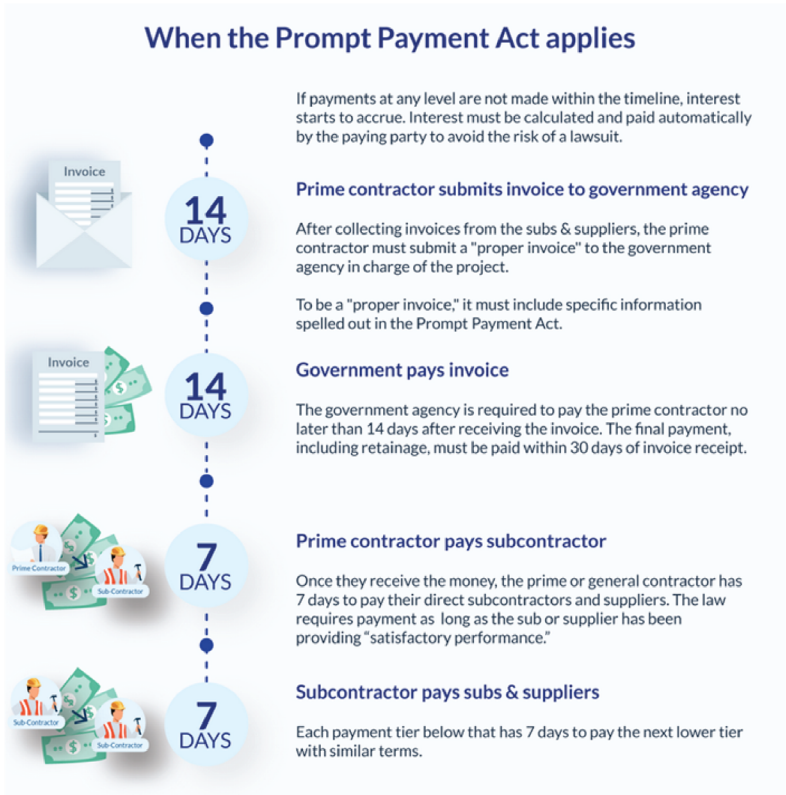 When the Prompt Payment Act applies
If payments at any level are not made within the timeline, interest
starts to accrue. Interest must be calculated and paid automatically
by the paying party to avoid the risk of a lawsuit.
Invoice
14
DAYS
Prime contractor submits invoice to government agency
After collecting invoices from the subs & suppliers, the prime
contractor must submit a "proper invoice" to the government
agency in charge of the project.
To be a "proper invoice," it must include specific information
spelled out in the Prompt Payment Act.
Invoice
14
DAYS
Government pays invoice
The government agency is required to pay the prime contractor no
later than 14 days after receiving the invoice. The final payment,
including retainage, must be paid within 30 days of invoice receipt.
Prime Contractor
Sub-Contractor
7
DAYS
Prime contractor pays subcontractor
Once they receive the money, the prime or general contractor has
7 days to pay their direct subcontractors and suppliers. The law
requires payment as long as the sub or supplier has been
providing “satisfactory performance.”
Sub-Contractor
Sub-Contractor
7
DAYS
Subcontractor pays subs & suppliers
Each payment tier below that has 7 days to pay the next lower tier
with similar terms.